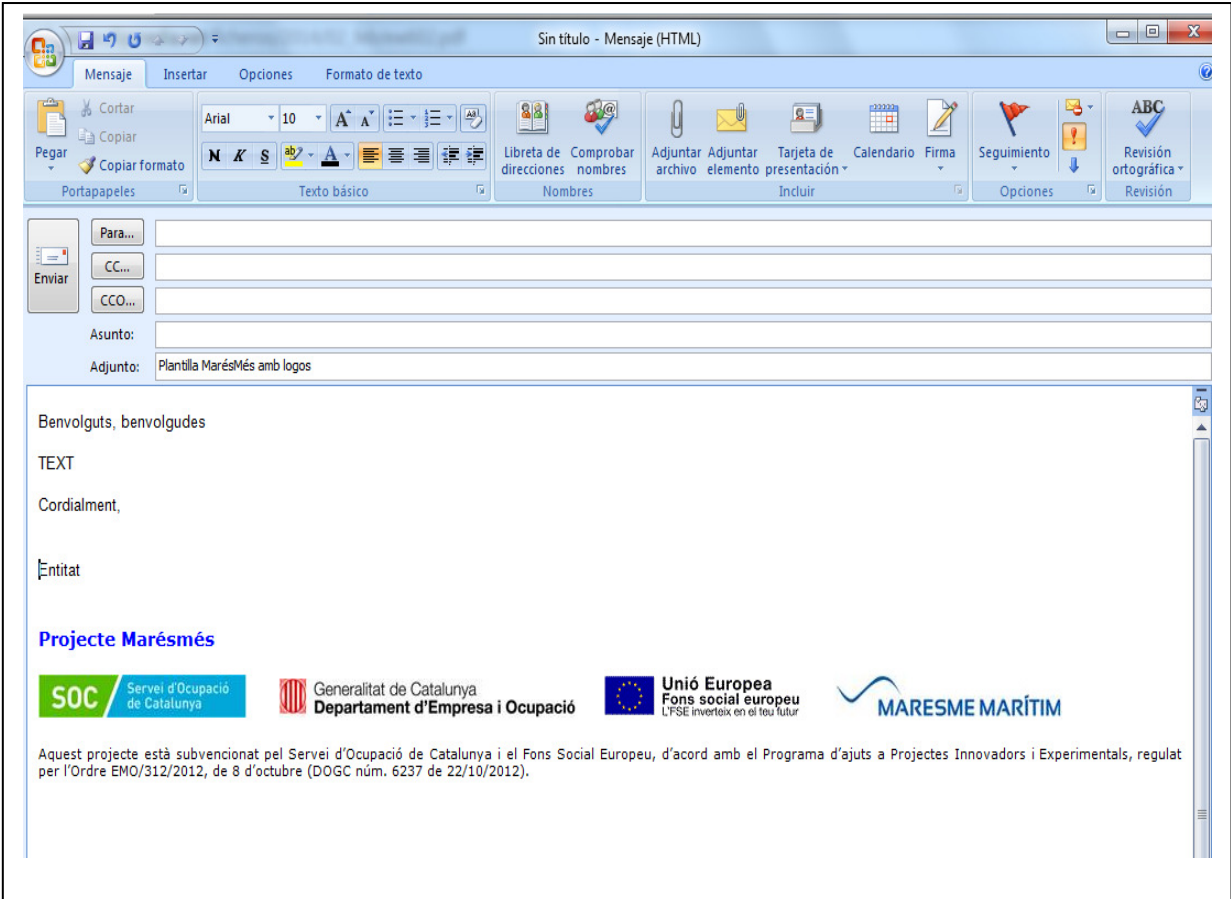 Sin título - Mensaje (HTML)
Mensaje Insertar Opciones Formato de texto
Pegar
Cortar
Copiar
Copiar formato
Portapapeles
Arial 10
N K S
Texto básico
Libreta de direcciones
Comprobar nombres
Nombres
Adjuntar archivo
Adjuntar elemento
Tarjeta de presentación
Calendario
Firma
Incluir
Seguimiento
Opciones
ABC
Revisión ortográfica
Revisión
Enviar
Para...
CC...
CCO...
Asunto:
Adjunto: Plantilla MarésMés amb logos
Benvolguts, benvolgudes
TEXT
Cordialment,
Entitat
Projecte Marésmés
SOC Servei d'Ocupació
de Catalunya
Generalitat de Catalunya
Departament d'Empresa i Ocupació
Unió Europea
Fons social europeu
L'FSE inverteix en el teu futur
MARESME MARÍTIM
Aquest projecte està subvencionat pel Servei d'Ocupació de Catalunya i el Fons Social Europeu, d'acord amb el Programa d'ajuts a Projectes Innovadors i Experimentals, regulat
per l'Ordre EMO/312/2012, de 8 d'octubre (DOGC núm. 6237 de 22/10/2012).